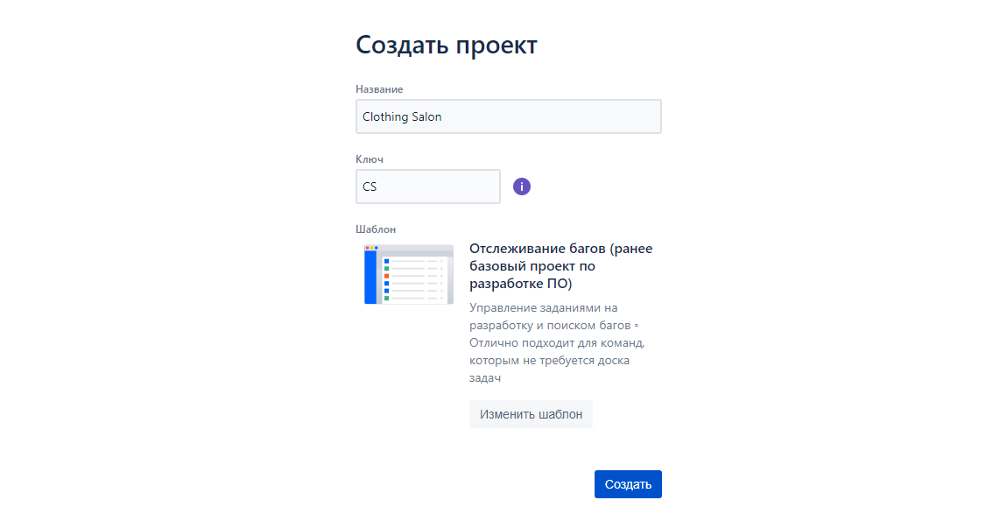 Создать проект
Название
Clothing Salon
Ключ
CS
i
Шаблон
Отслеживание багов (ранее
базовый проект по
разработке ПО)
Управление заданиями на
разработку и поиском багов •
Отлично подходит для команд,
которым не требуется доска
задач
Изменить шаблон
Создать